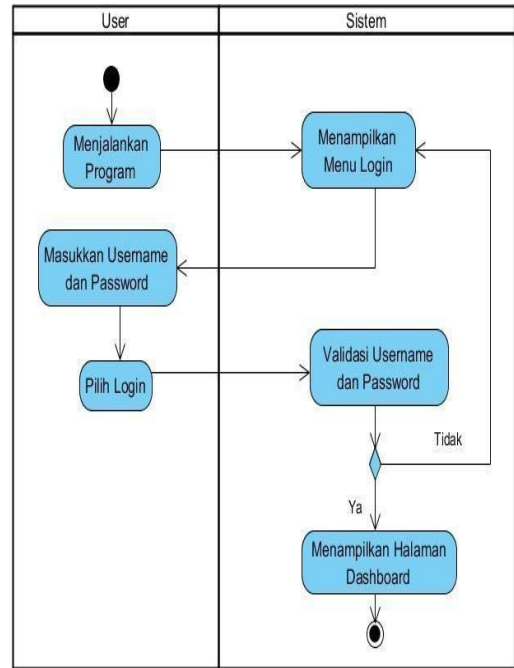 User
Sistem
Menjalankan
Program
Menampilkan
Menu Login
Masukkan Username
dan Password
Pilih Login
Validasi Username
dan Password
Tidak
Ya
Menampilkan Halaman
Dashboard